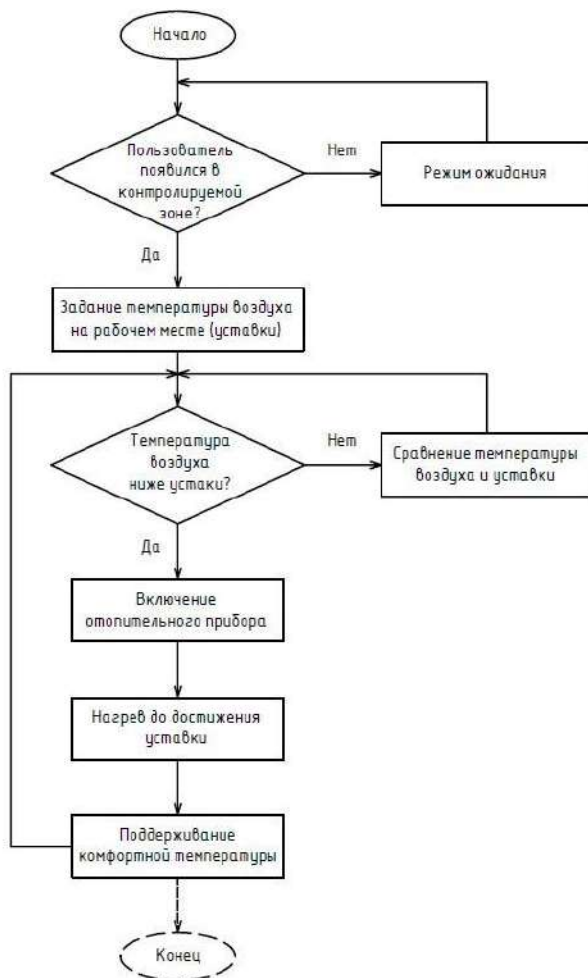 Начало
Пользователь
появился в
контролируемой
зоне?
Нет
Режим ожидания
Да
Задание температуры воздуха
на рабочем месте (уставки)
Температура
воздуха
ниже устаки?
Нет
Сравнение температуры
воздуха и уставки
Да
Включение
отопительного прибора
Нагрев до достижения
уставки
Поддерживание
комфортной температуры
Конец